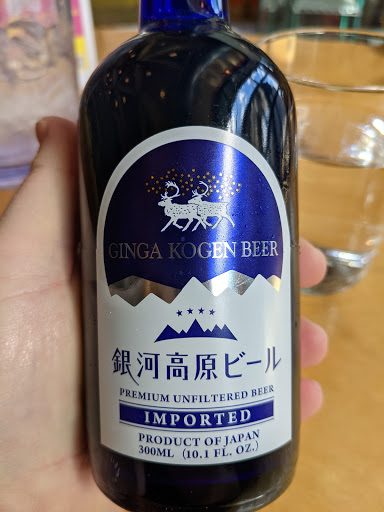 GINGA KOGEN BEER
銀河高原ビール
PREMIUM UNFILTERED BEER
IMPORTED
PRODUCT OF JAPAN
300ML (10.1 FL. OZ.)